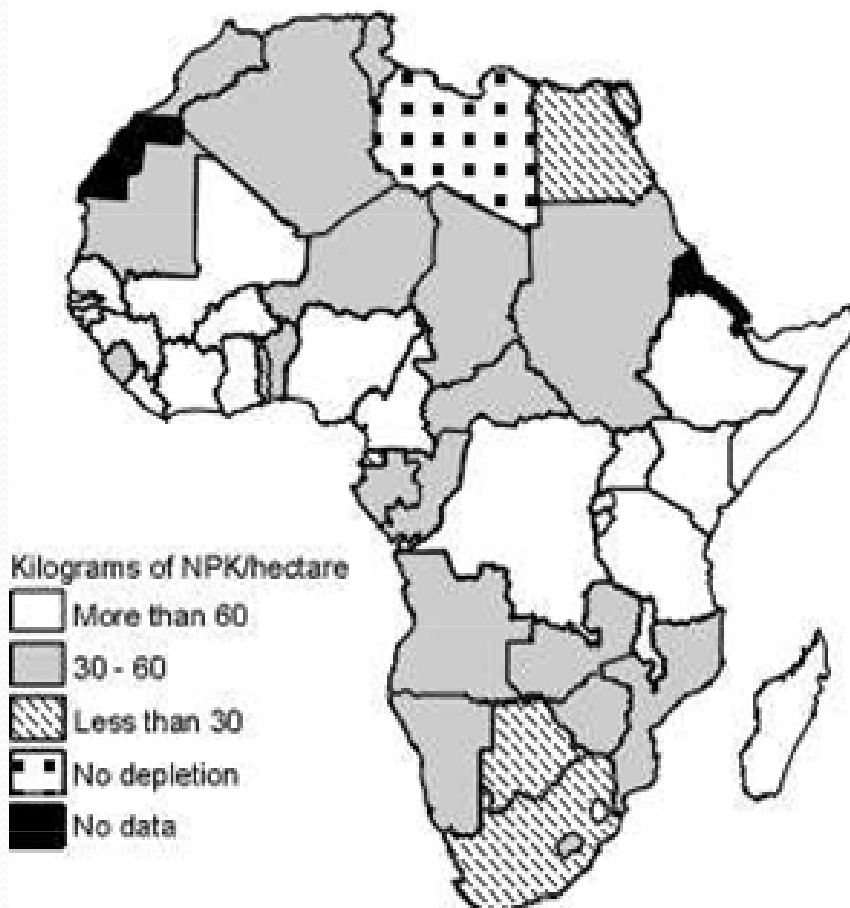 Kilograms of NPK/hectare
More than 60
30 - 60
Less than 30
No depletion
No data